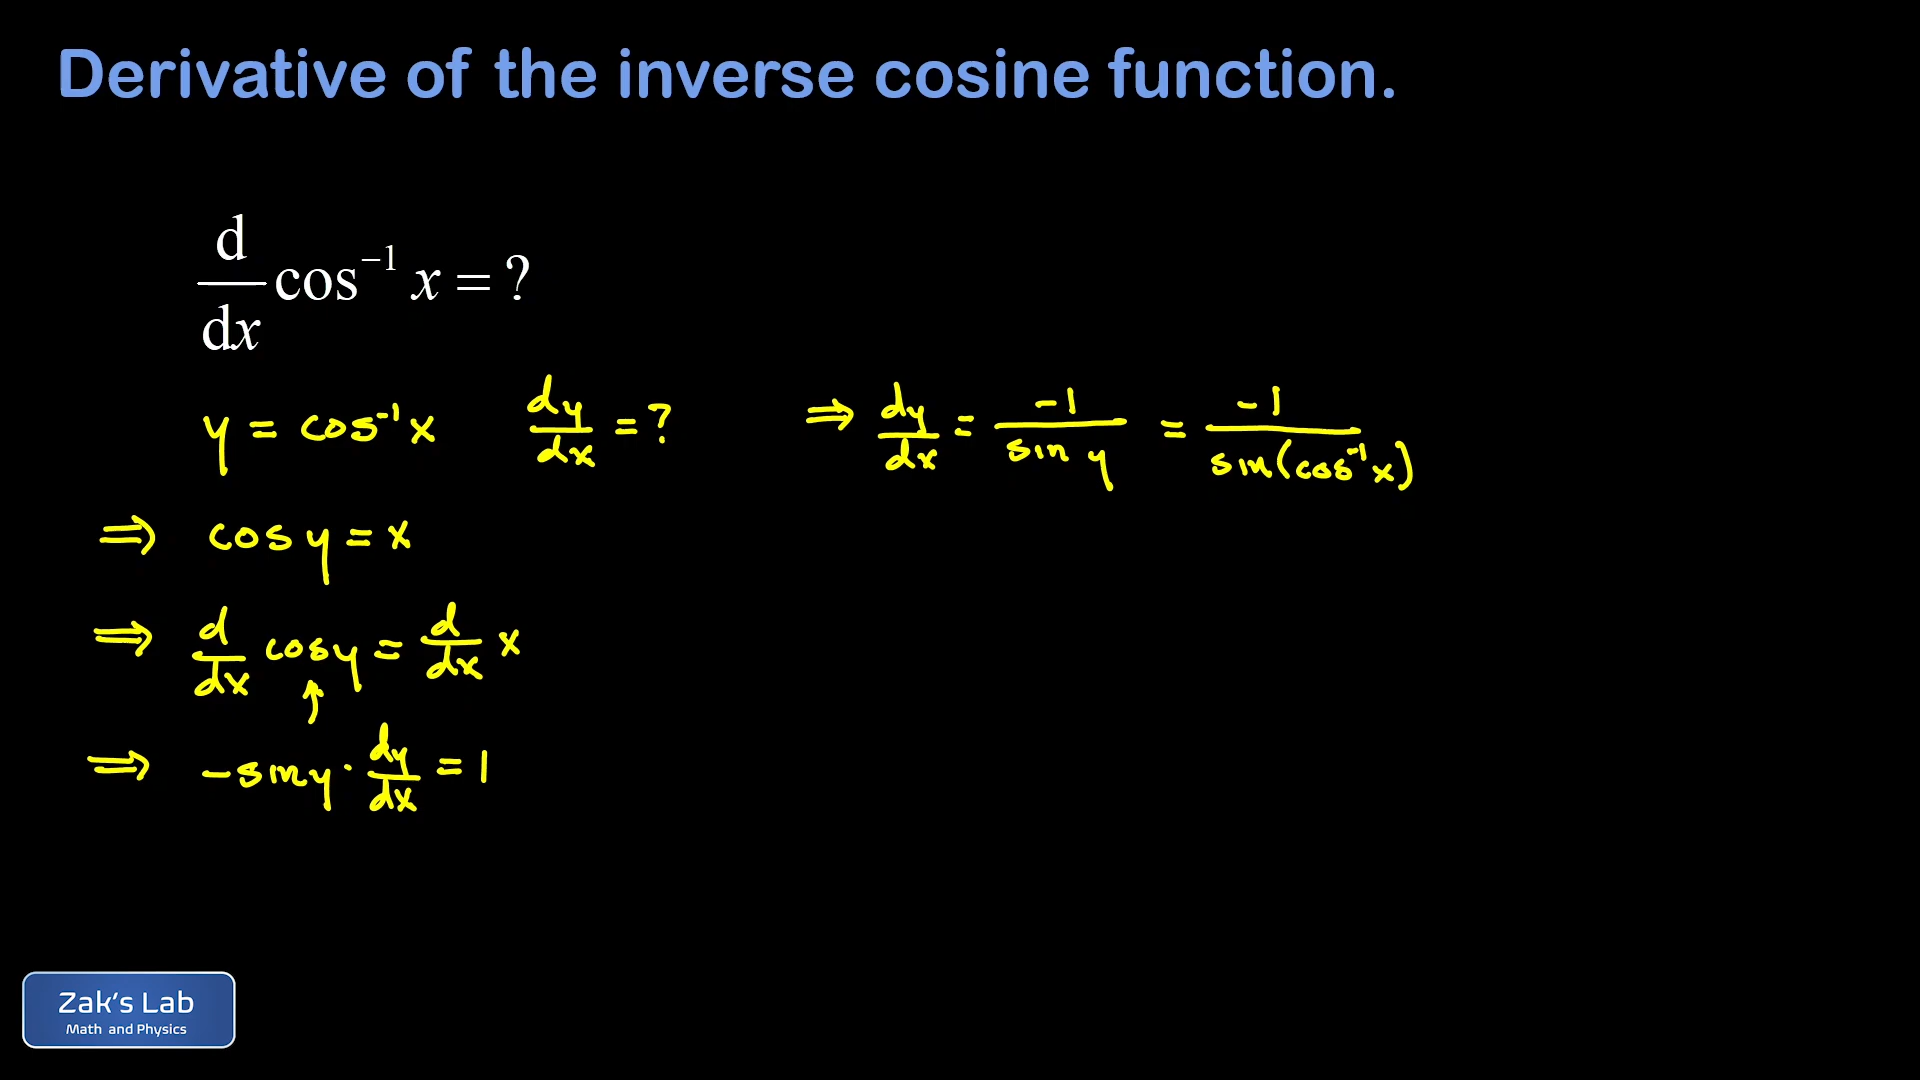 Derivative of the inverse cosine function.
d/dx cos⁻¹ x = ?
y = cos⁻¹x    dy/dx = ?
⇒ cos y = x
⇒ d/dx cos y = d/dx x
↑
⇒ -sin y · dy/dx = 1
⇒ dy/dx = -1/sin y = -1/sin(cos⁻¹x)
Zak's Lab
Math and Physics